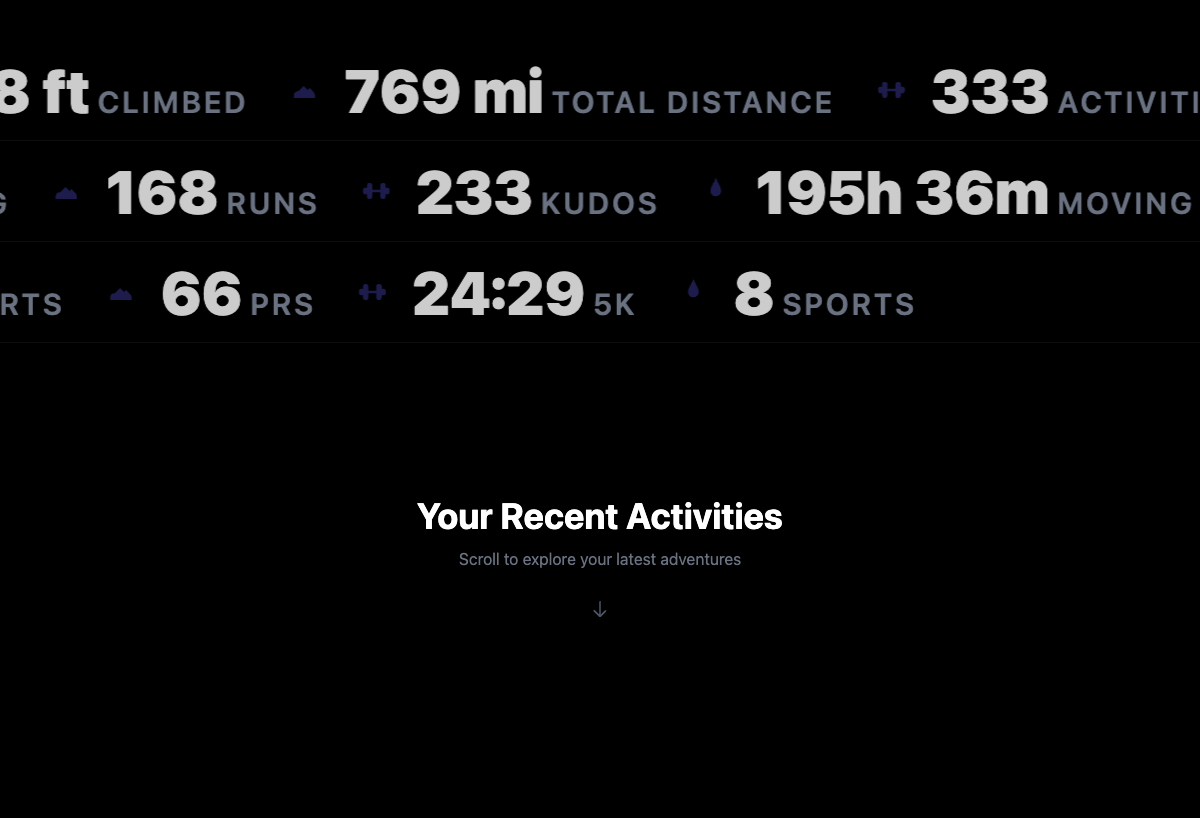 8 ft CLIMBED 769 mi TOTAL DISTANCE 333 ACTIVITI
G 168 RUNS 233 KUDOS 195h 36m MOVING
RTS 66 PRS 24:29 5K 8 SPORTS
Your Recent Activities
Scroll to explore your latest adventures